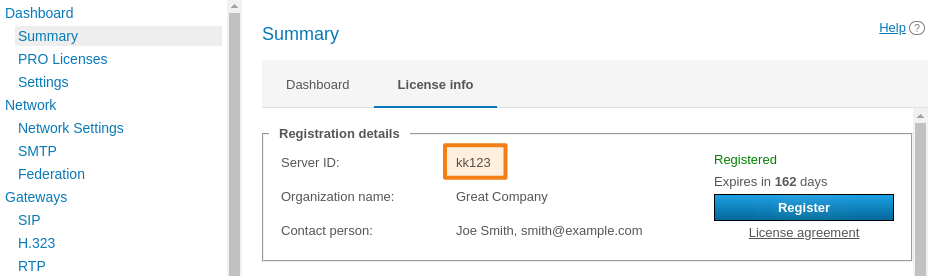 Dashboard
Summary
PRO Licenses
Settings
Network
Network Settings
SMTP
Federation
Gateways
SIP
H.323
RTP
Help ?
Summary
Dashboard License info
Registration details
Server ID: kk123
Organization name: Great Company
Contact person: Joe Smith, smith@example.com
Registered
Expires in 162 days
Register
License agreement